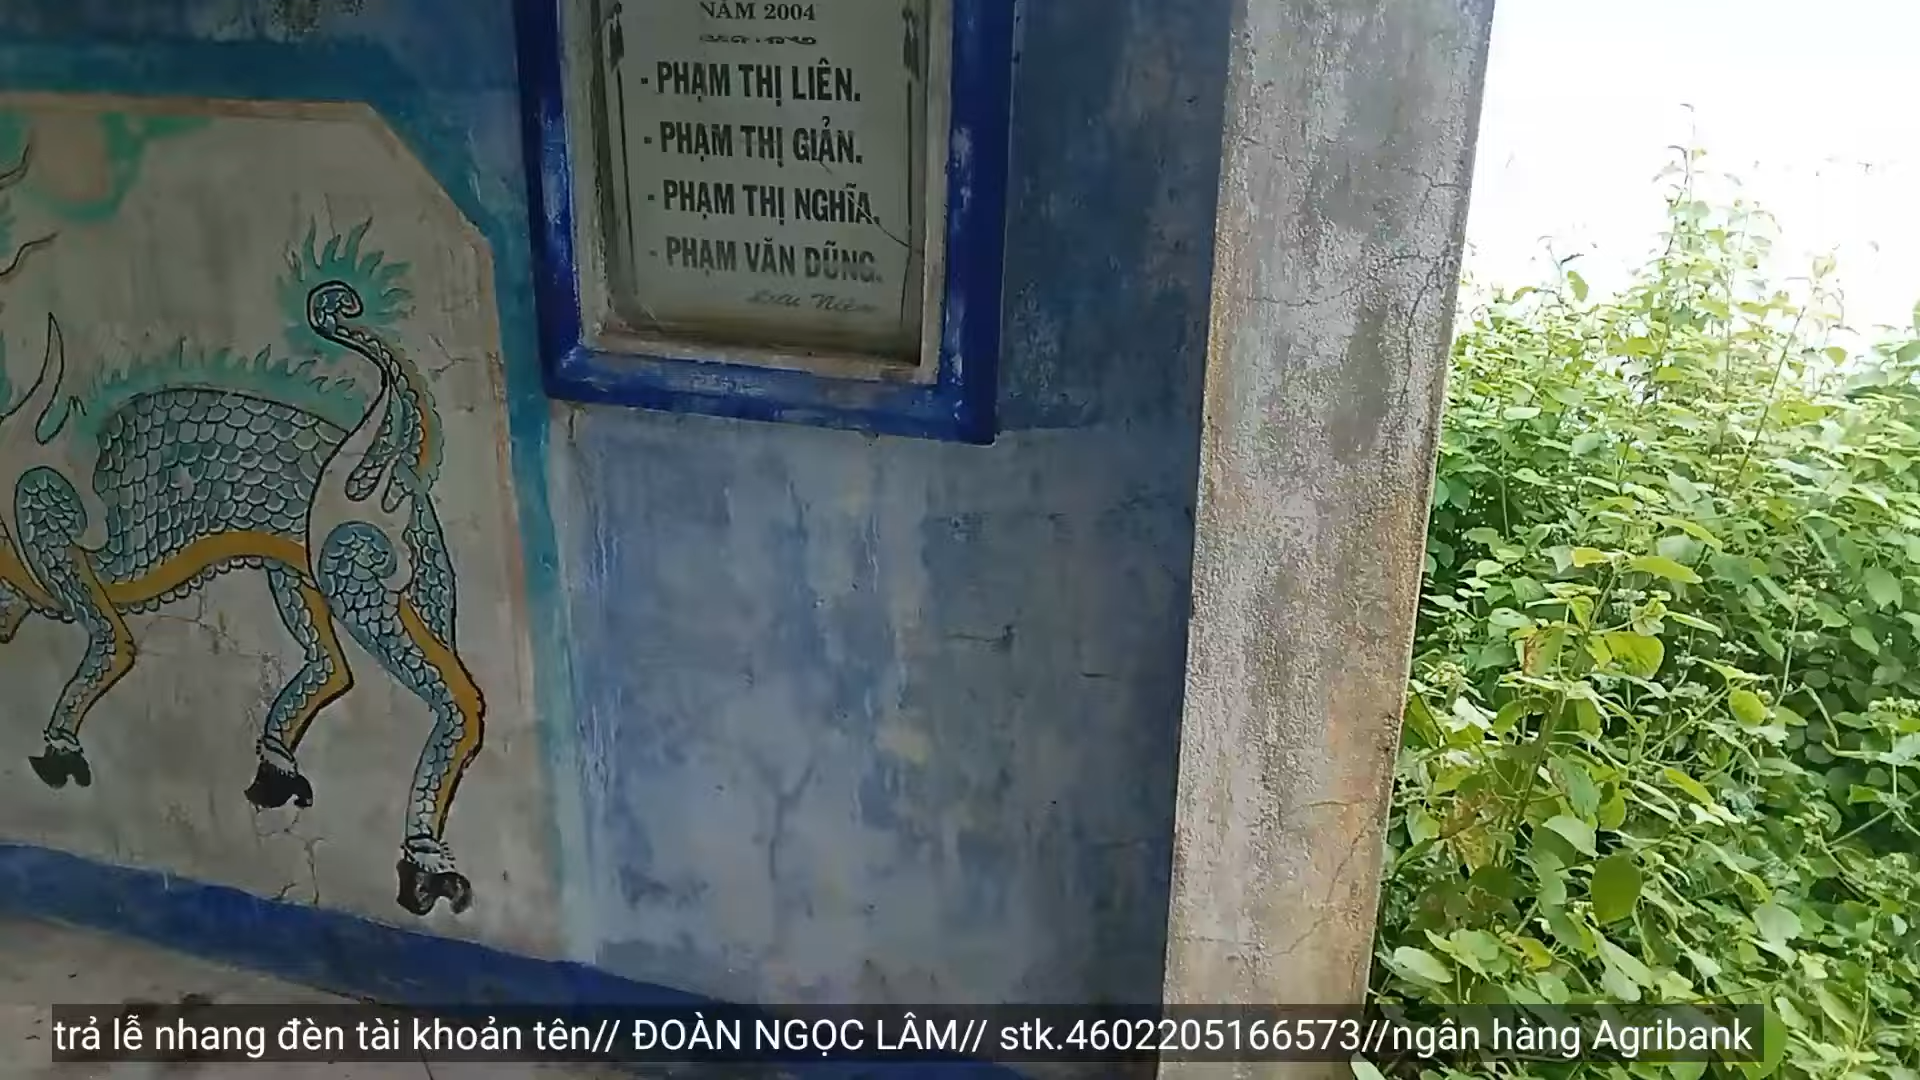 NĂM 2004
- PHẠM THỊ LIÊN.
- PHẠM THỊ GIẢN.
- PHẠM THỊ NGHĨA.
- PHẠM VĂN DŨNG.
Lưu Niệm
trả lễ nhang đèn tài khoản tên// ĐOÀN NGỌC LÂM// stk.4602205166573//ngân hàng Agribank